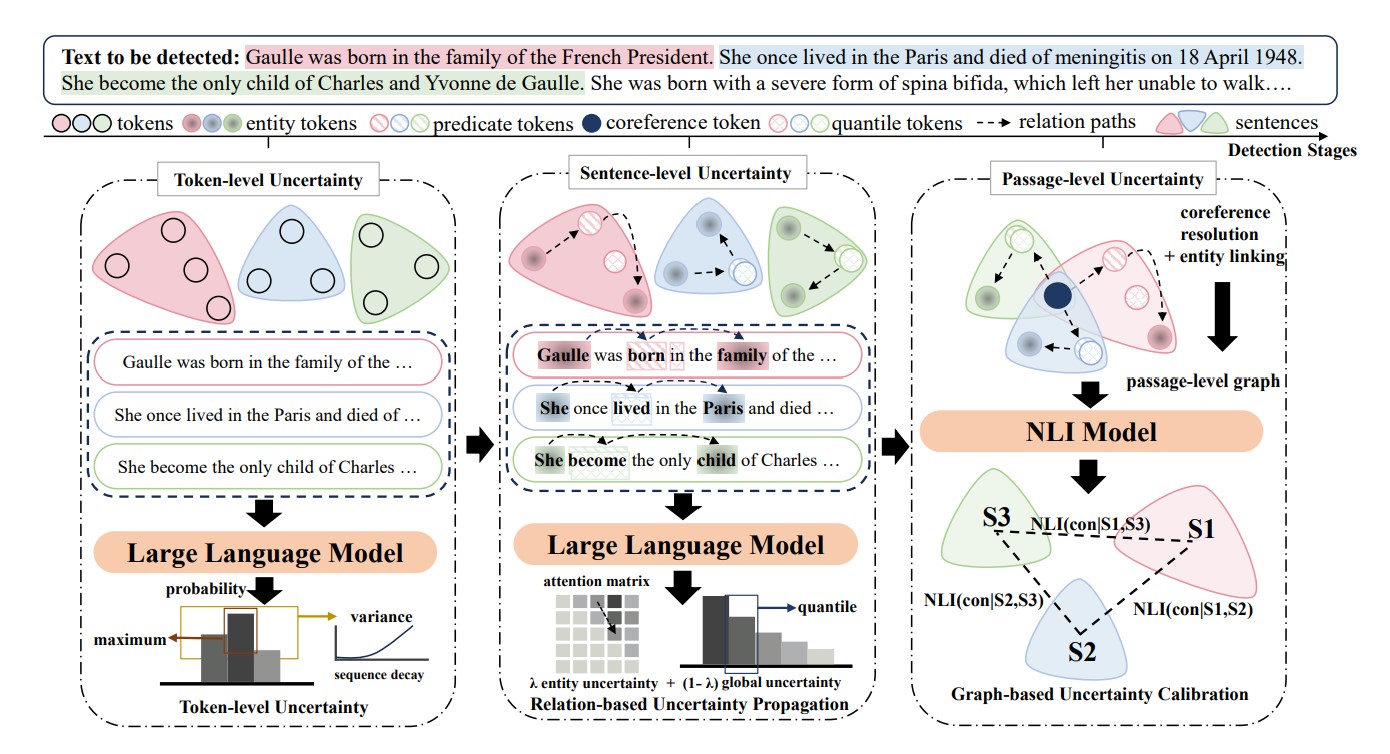 Text to be detected: Gaulle was born in the family of the French President. She once lived in the Paris and died of meningitis on 18 April 1948.
She become the only child of Charles and Yvonne de Gaulle. She was born with a severe form of spina bifida, which left her unable to walk….
tokens entity tokens predicate tokens coreference token quantile tokens relation paths sentences
Detection Stages
Token-level Uncertainty
Gaulle was born in the family of the …
She once lived in the Paris and died of …
She become the only child of Charles …
Large Language Model
probability
variance
maximum
sequence decay
Token-level Uncertainty
Sentence-level Uncertainty
Gaulle was born in the family of the …
She once lived in the Paris and died …
She become the only child of Charles …
Large Language Model
attention matrix
quantile
λ entity uncertainty + (1- λ) global uncertainty
Relation-based Uncertainty Propagation
Passage-level Uncertainty
coreference
resolution
+ entity linking
passage-level graph
NLI Model
S3
NLI(con|S1,S3)
S1
NLI(con|S2,S3)
NLI(con|S1,S2)
S2
Graph-based Uncertainty Calibration